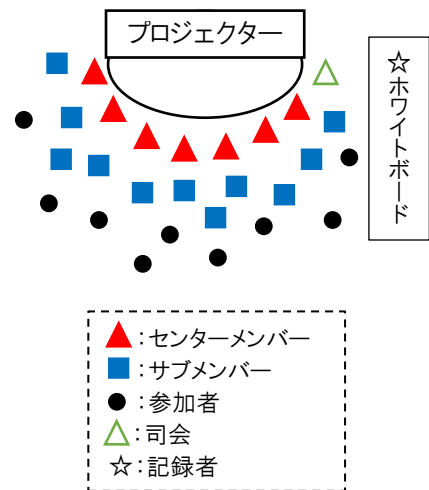 プロジェクター
☆ホワイトボード
▲:センターメンバー
■:サブメンバー
●:参加者
△:司会
☆:記録者